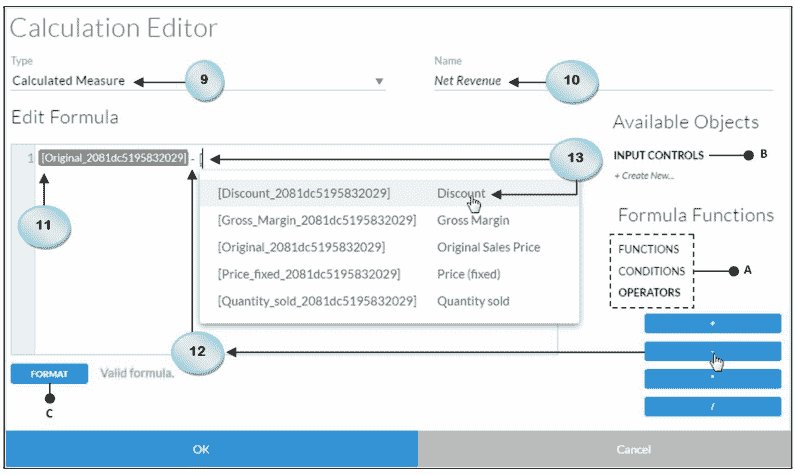 Calculation Editor
Type
Name
Calculated Measure
9
Net Revenue
10
Edit Formula
Available Objects
1 [Original_2081dc5195832029] - [
13
INPUT CONTROLS
B
+ Create New...
[Discount_2081dc5195832029] Discount
11
[Gross_Margin_2081dc5195832029] Gross Margin
Formula Functions
[Original_2081dc5195832029] Original Sales Price
FUNCTIONS
[Price_fixed_2081dc5195832029] Price (fixed)
CONDITIONS
A
[Quantity_sold_2081dc5195832029] Quantity sold
OPERATORS
+
12
-
FORMAT
Valid formula.
*
C
/
OK
Cancel